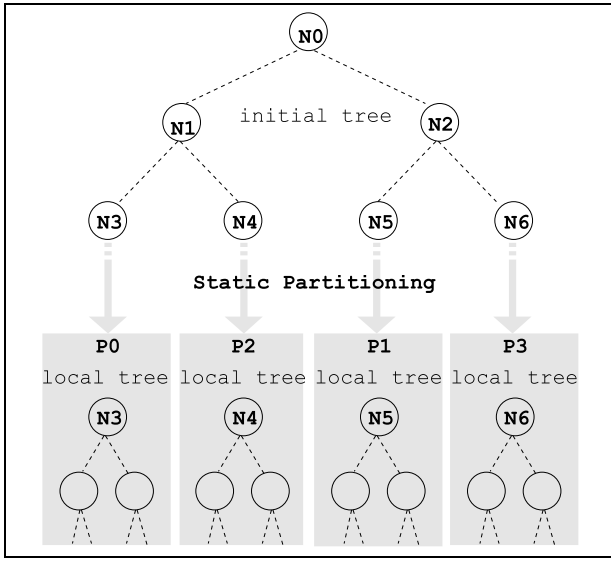 N0
N1 initial tree N2
N3 N4 N5 N6
Static Partitioning
P0 P2 P1 P3
local tree local tree local tree local tree
N3 N4 N5 N6